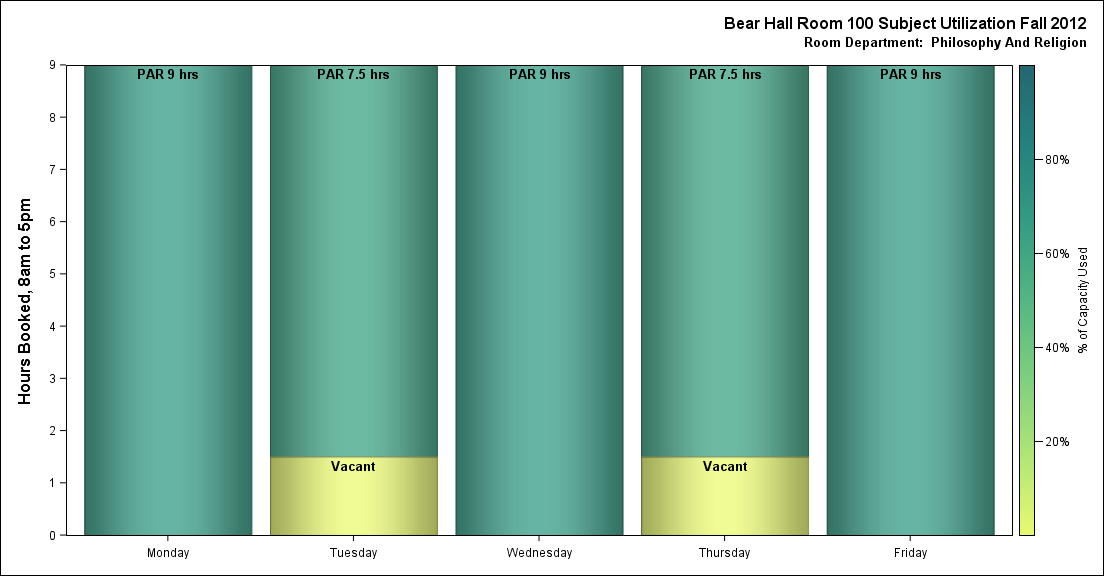 Bear Hall Room 100 Subject Utilization Fall 2012
Room Department: Philosophy And Religion
Hours Booked, 8am to 5pm
9
8
7
6
5
4
3
2
1
0
PAR 9 hrs
PAR 7.5 hrs
PAR 9 hrs
PAR 7.5 hrs
PAR 9 hrs
Vacant
Vacant
Monday
Tuesday
Wednesday
Thursday
Friday
80%
60%
40%
20%
% of Capacity Used